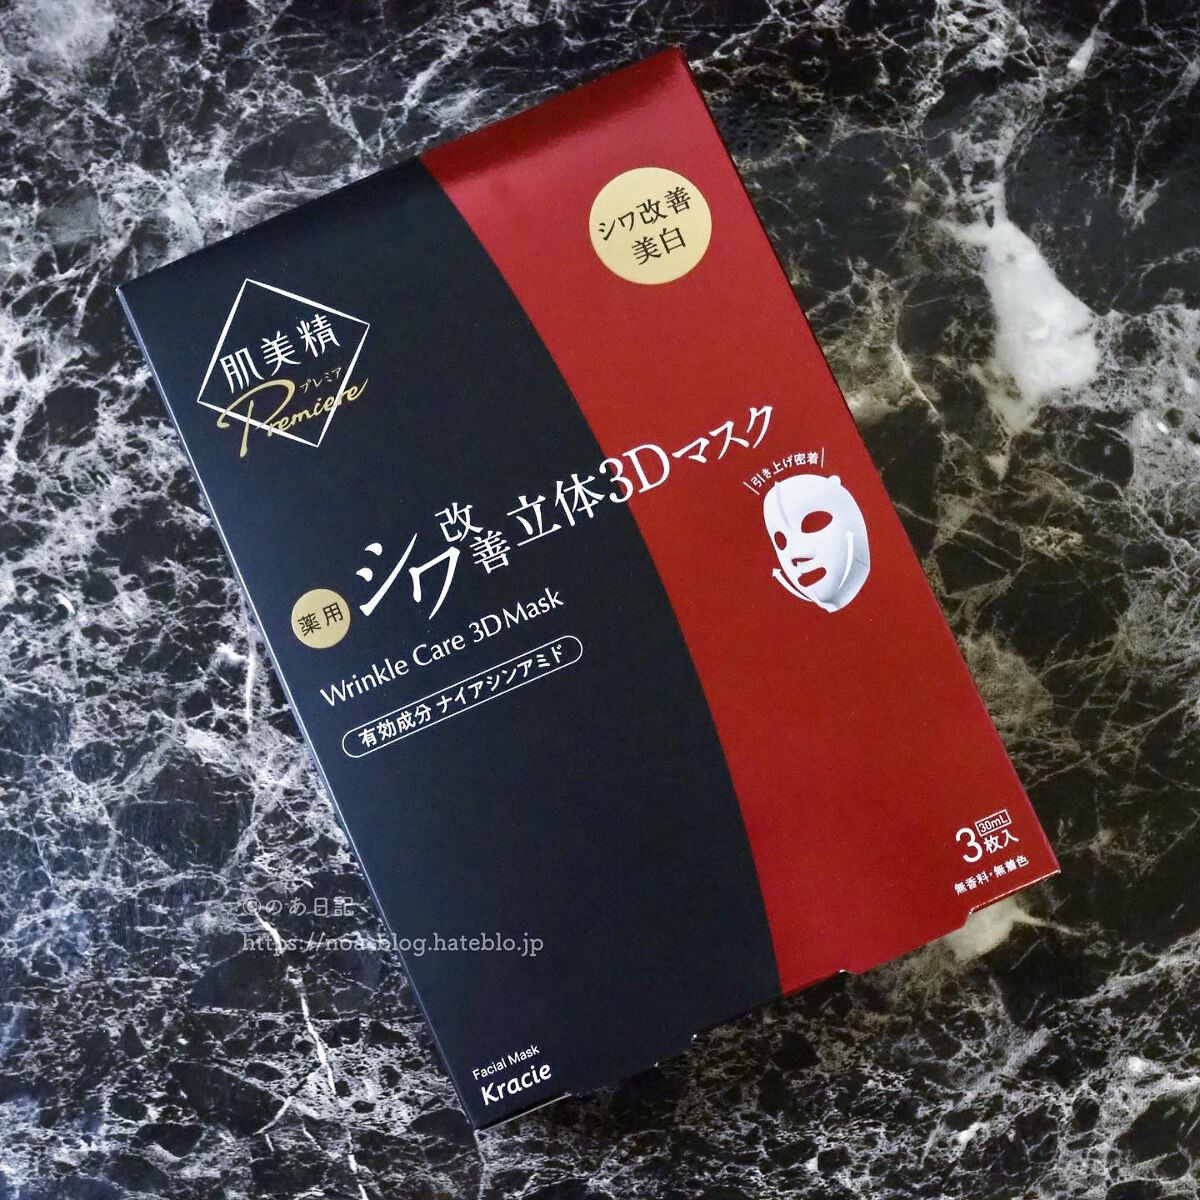 シワ改善
美白
肌美精
プレミア
Premiere
薬用 シワ改善立体3Dマスク
Wrinkle Care 3D Mask
有効成分 ナイアシンアミド
引き上げ密着
30mL
3枚入
無香料・無着色
©のあ日記
https://noa-blog.hateblo.jp
Facial Mask
Kracie